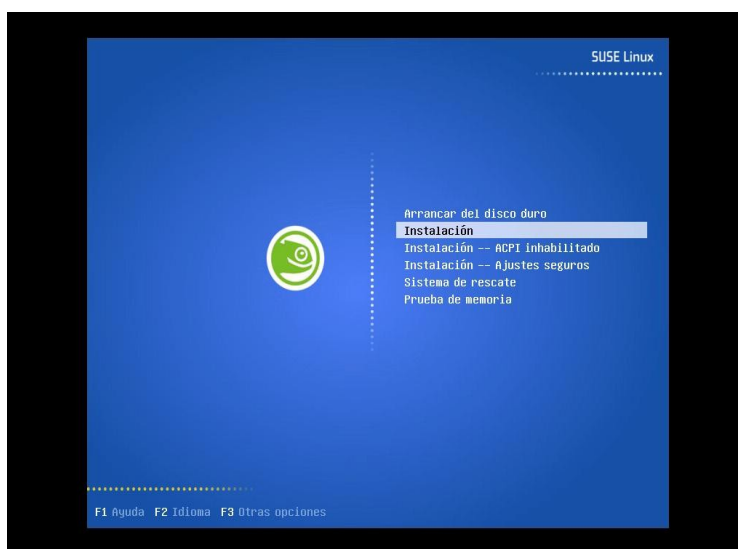 SUSE Linux
Arrancar del disco duro
Instalación
Instalación -- ACPI inhabilitado
Instalación -- Ajustes seguros
Sistema de rescate
Prueba de memoria
F1 Ayuda F2 Idioma F3 Otras opciones